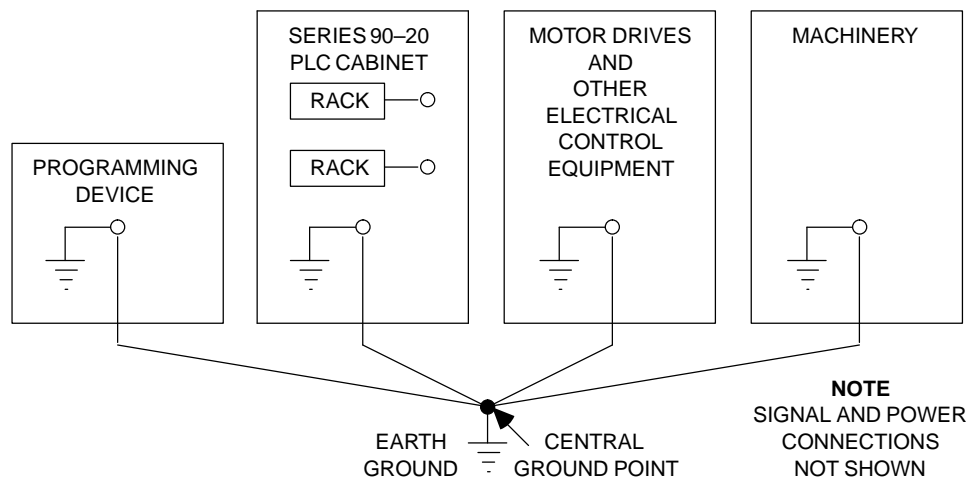 PROGRAMMING
DEVICE
SERIES 90–20
PLC CABINET
RACK
RACK
MOTOR DRIVES
AND
OTHER
ELECTRICAL
CONTROL
EQUIPMENT
MACHINERY
EARTH
GROUND
CENTRAL
GROUND POINT
NOTE
SIGNAL AND POWER
CONNECTIONS
NOT SHOWN